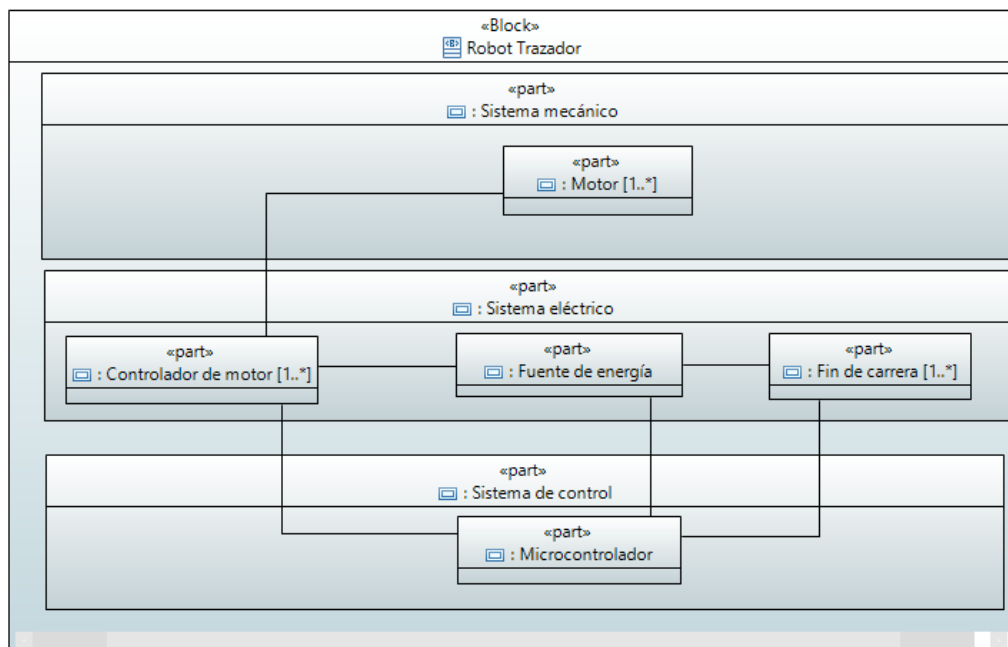 «Block»
Robot Trazador
«part»
: Sistema mecánico
«part»
: Motor [1..*]
«part»
: Sistema eléctrico
«part»
: Controlador de motor [1..*]
«part»
: Fuente de energía
«part»
: Fin de carrera [1..*]
«part»
: Sistema de control
«part»
: Microcontrolador